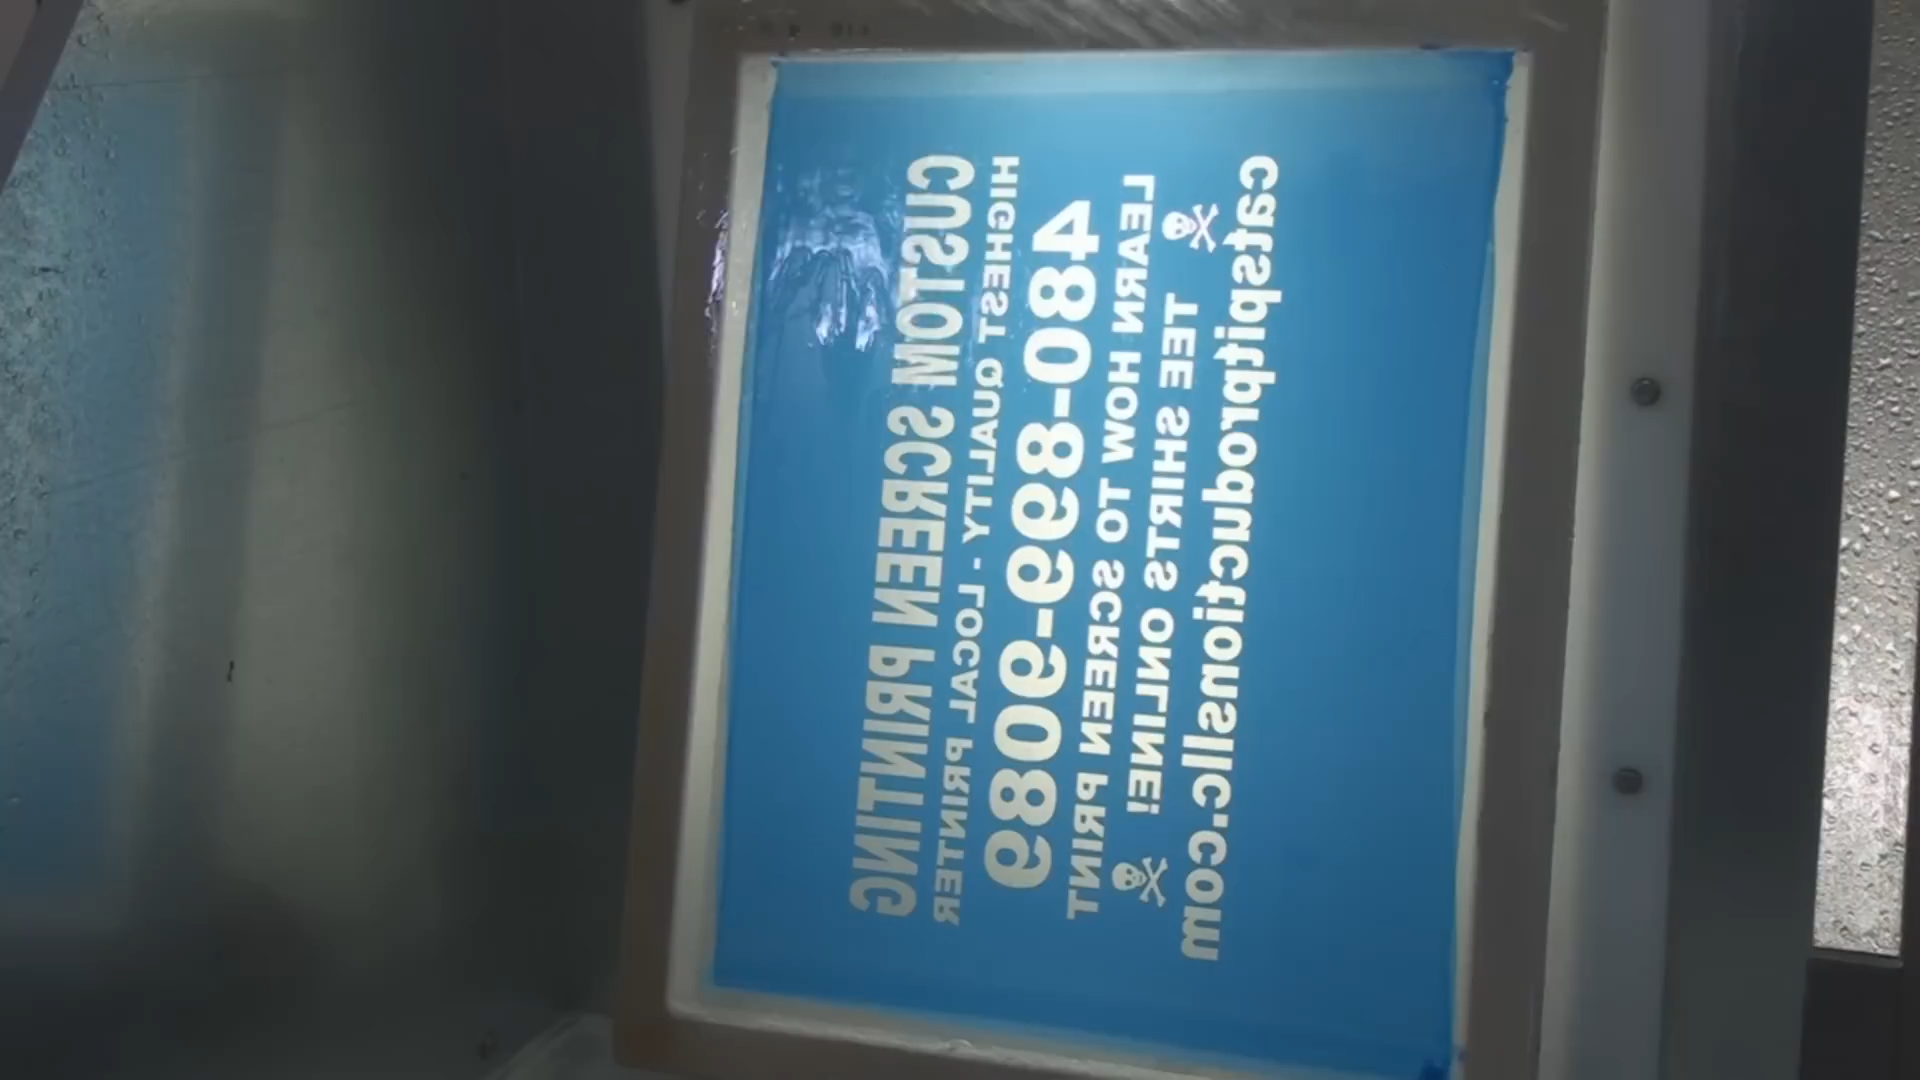 CUSTOM SCREEN PRINTING
HIGHEST QUALITY - LOCAL PRINTER
480-899-9089
LEARN HOW TO SCREEN PRINT
TEE SHIRTS ONLINE!
catspitproductionsllc.com